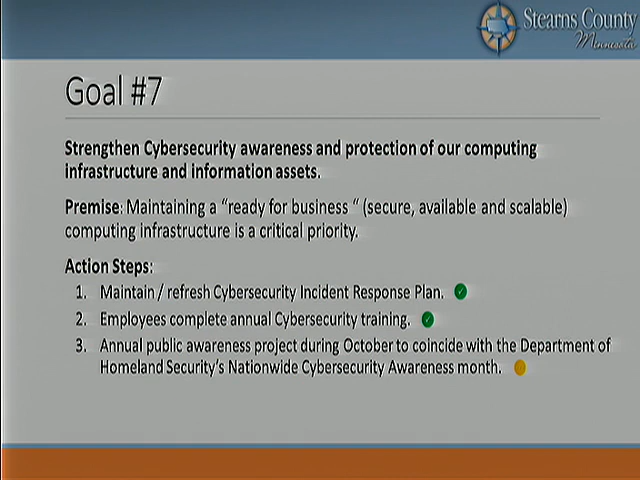 Stearns County
Minnesota
Goal #7
Strengthen Cybersecurity awareness and protection of our computing
infrastructure and information assets.
Premise: Maintaining a “ready for business “ (secure, available and scalable)
computing infrastructure is a critical priority.
Action Steps:
1. Maintain / refresh Cybersecurity Incident Response Plan.
2. Employees complete annual Cybersecurity training.
3. Annual public awareness project during October to coincide with the Department of
Homeland Security’s Nationwide Cybersecurity Awareness month.